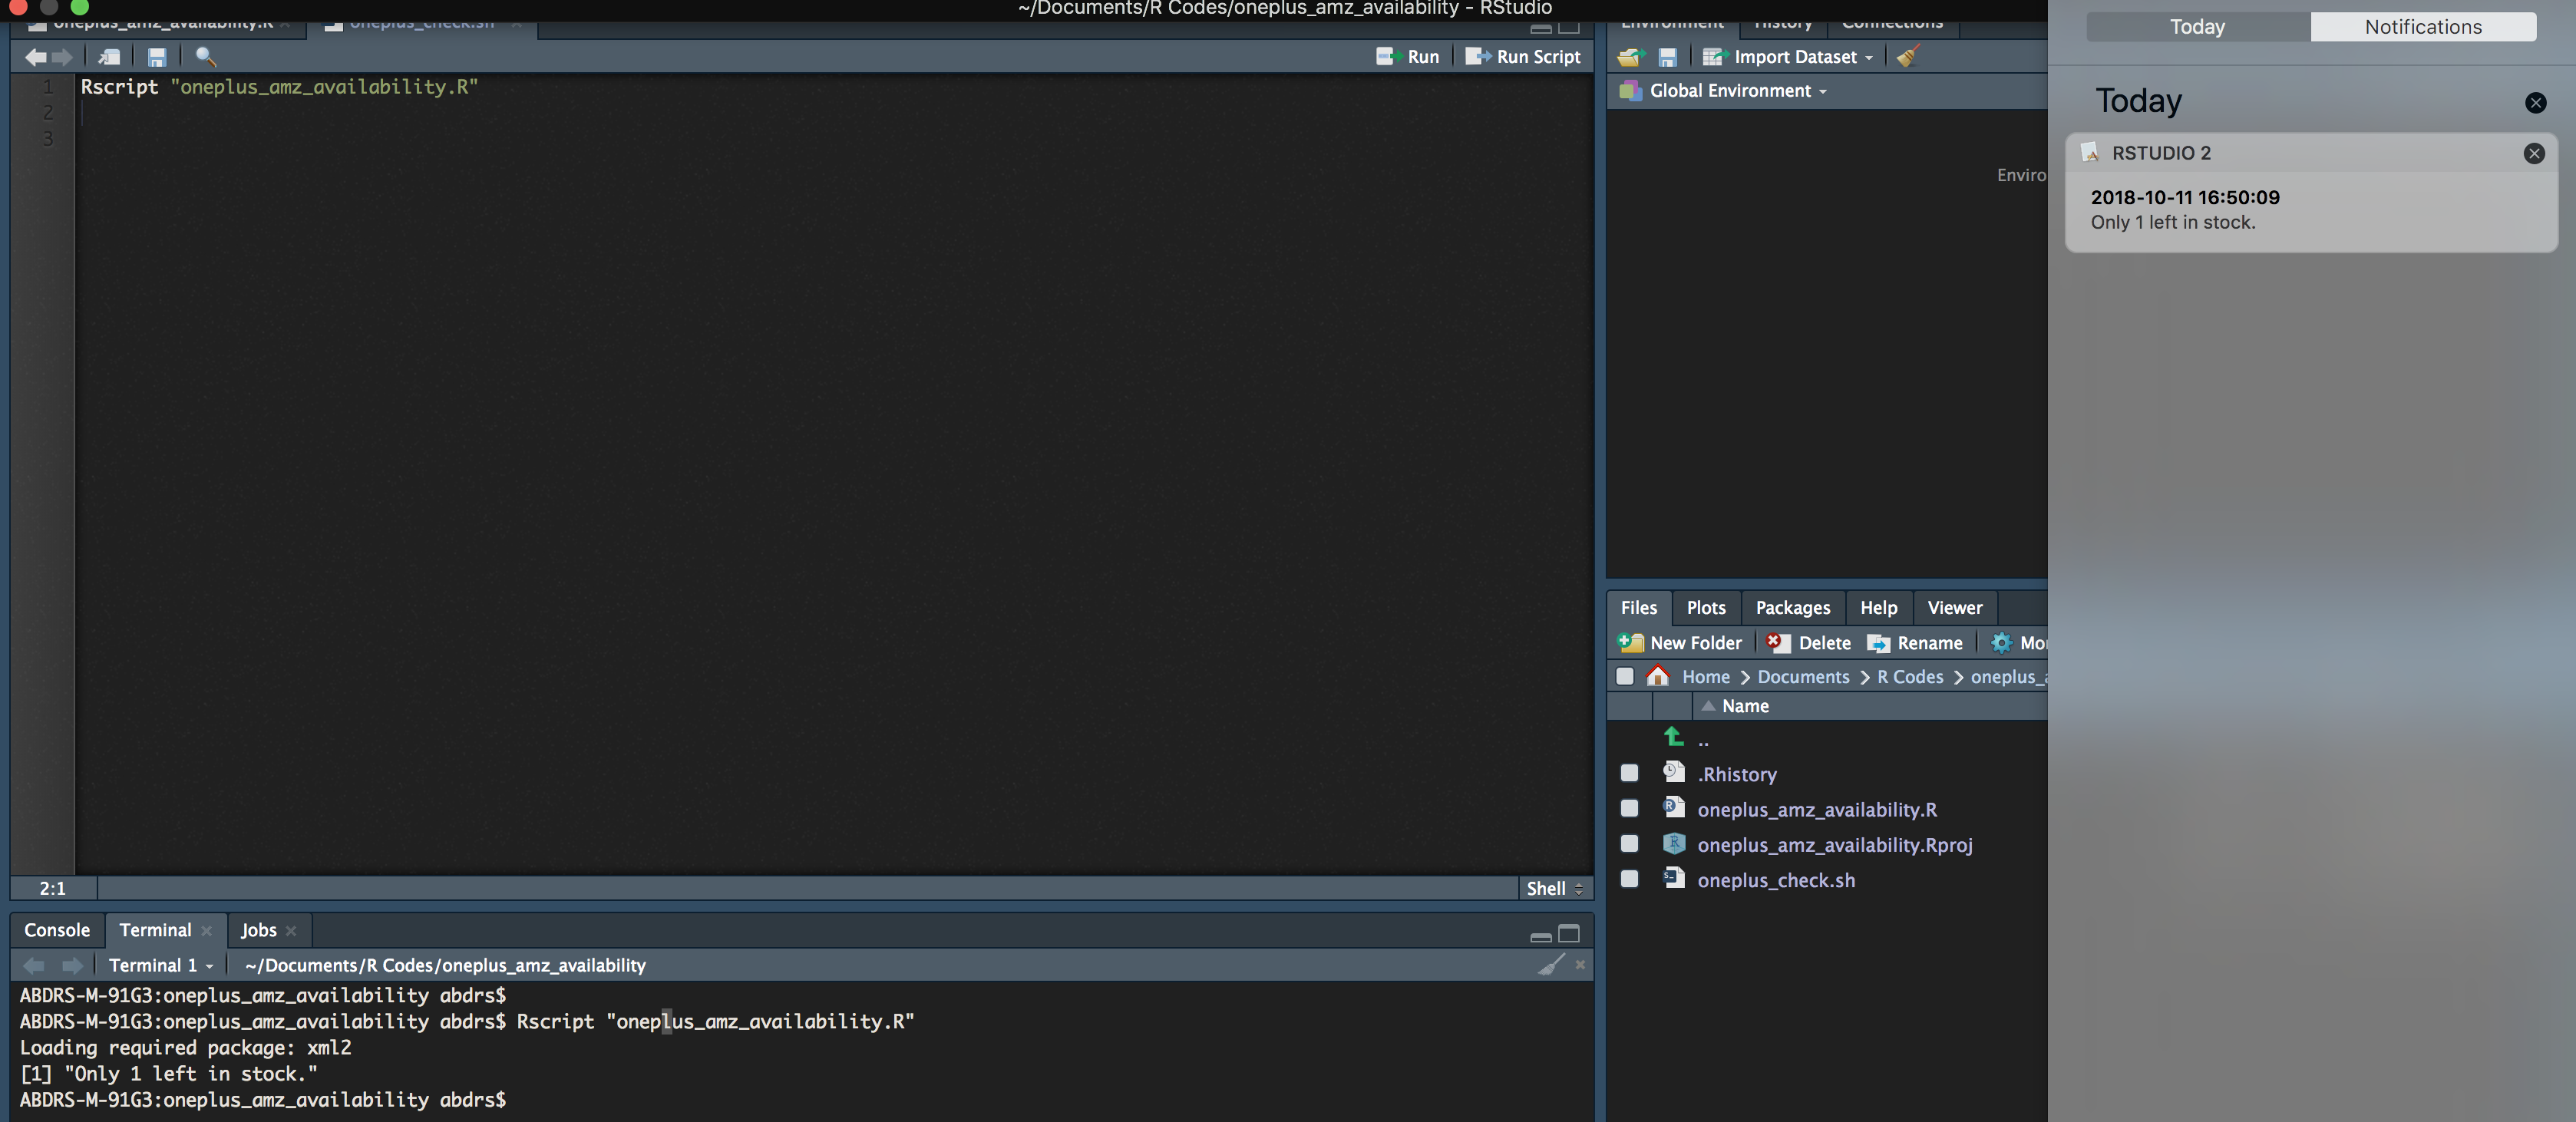 ~/Documents/R Codes/oneplus_amz_availability - RStudio
oneplus_amz_availability.R
oneplus_check.sh
Run
Run Script
1 Rscript "oneplus_amz_availability.R"
2
3
2:1
Shell
Console
Terminal
Jobs
Terminal 1
~/Documents/R Codes/oneplus_amz_availability
ABDRS-M-91G3:oneplus_amz_availability abdrs$
ABDRS-M-91G3:oneplus_amz_availability abdrs$ Rscript "oneplus_amz_availability.R"
Loading required package: xml2
[1] "Only 1 left in stock."
ABDRS-M-91G3:oneplus_amz_availability abdrs$
Environment
History
Connections
Import Dataset
Global Environment
Enviro
Files
Plots
Packages
Help
Viewer
New Folder
Delete
Rename
Mo
Home
Documents
R Codes
oneplus_a
Name
..
.Rhistory
oneplus_amz_availability.R
oneplus_amz_availability.Rproj
oneplus_check.sh
Today
Notifications
Today
RSTUDIO 2
2018-10-11 16:50:09
Only 1 left in stock.